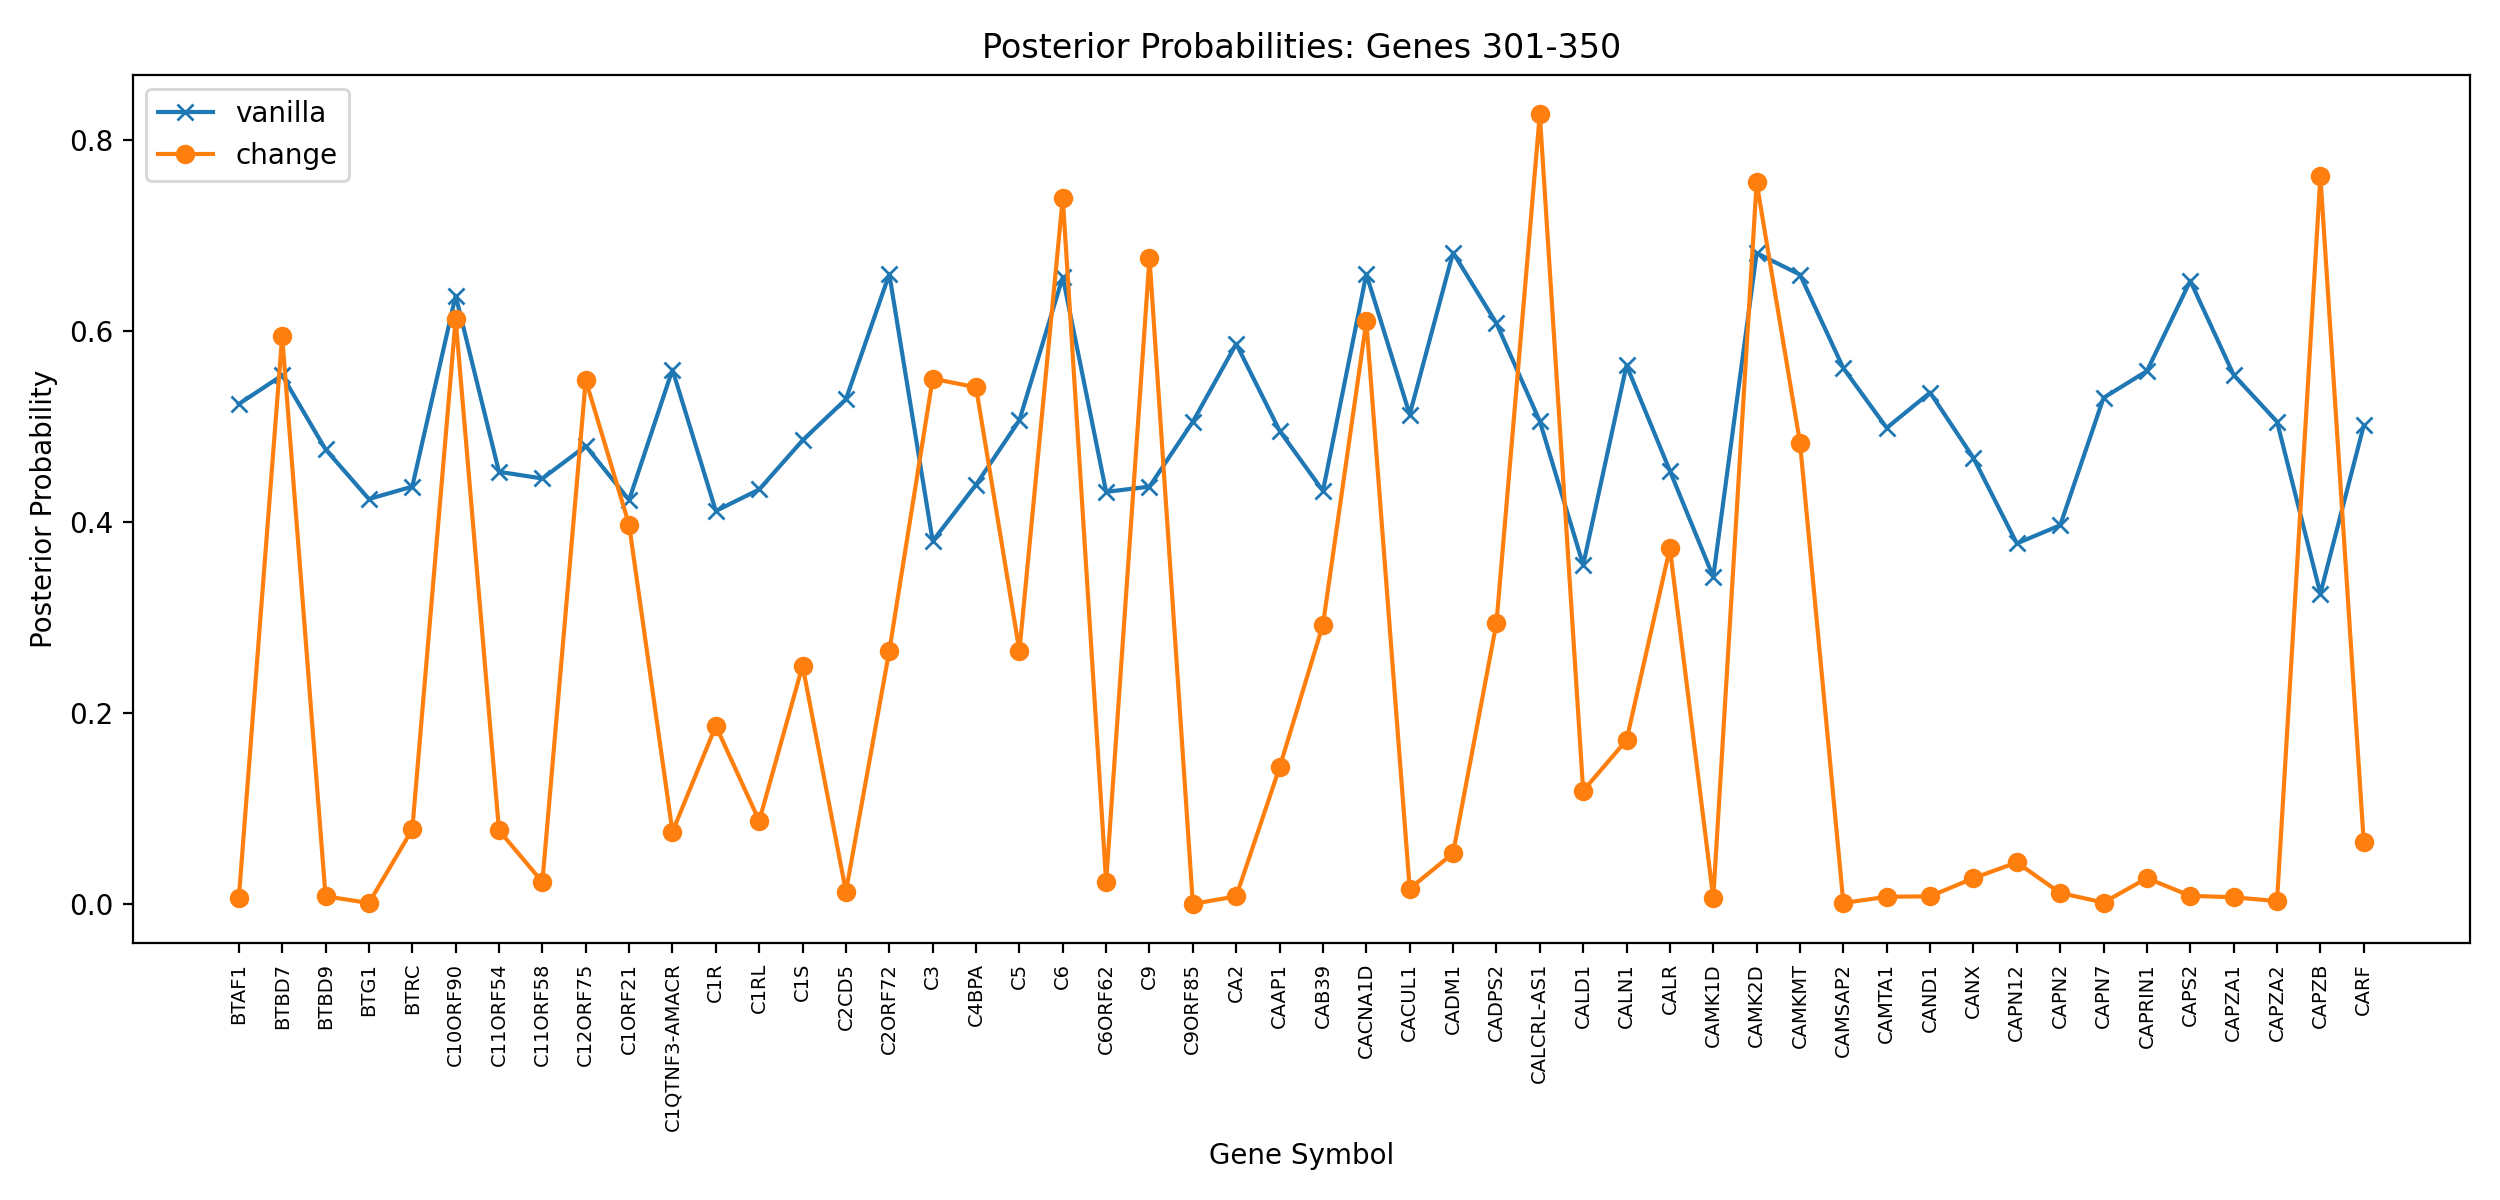 Posterior Probabilities: Genes 301-350
vanilla
change
Posterior Probability
0.8
0.6
0.4
0.2
0.0
BTAF1
BTBD7
BTBD9
BTG1
BTRC
C10ORF90
C11ORF54
C11ORF58
C12ORF75
C1ORF21
C1QTNF3-AMACR
C1R
C1RL
C1S
C2CD5
C2ORF72
C3
C4BPA
C5
C6
C6ORF62
C9
C9ORF85
CA2
CAAP1
CAB39
CACNA1D
CACUL1
CADM1
CADPS2
CALCRL-AS1
CALD1
CALN1
CALR
CAMK1D
CAMK2D
CAMKMT
CAMSAP2
CAMTA1
CAND1
CANX
CAPN12
CAPN2
CAPN7
CAPRIN1
CAPS2
CAPZA1
CAPZA2
CAPZB
CARF
Gene Symbol